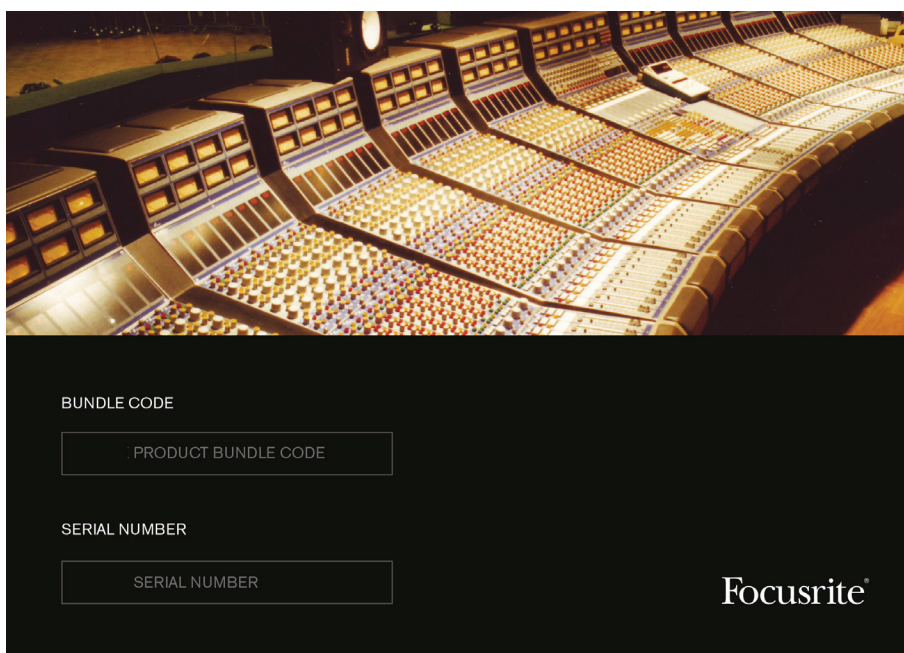 BUNDLE CODE
PRODUCT BUNDLE CODE
SERIAL NUMBER
SERIAL NUMBER
Focusrite®